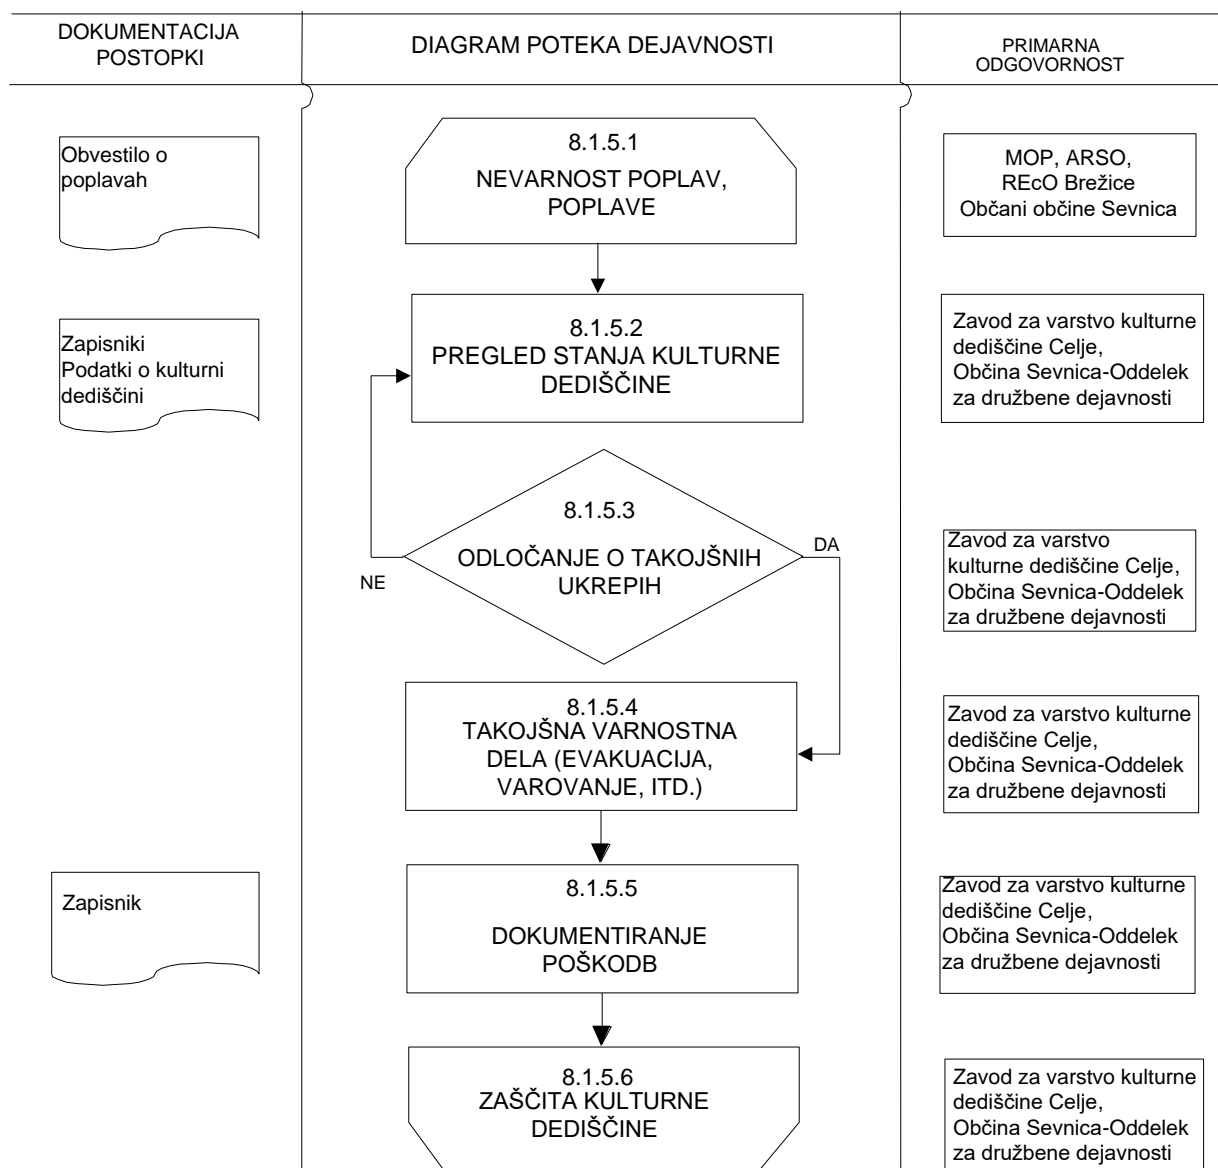 DOKUMENTACIJA
POSTOPKI
DIAGRAM POTEKA DEJAVNOSTI
PRIMARNA
ODGOVORNOST
Obvestilo o
poplavah
8.1.5.1
NEVARNOST POPLAV,
POPLAVE
MOP, ARSO,
REcO Brežice
Občani občine Sevnica
Zapisniki
Podatki o kulturni
dediščini
8.1.5.2
PREGLED STANJA KULTURNE
DEDIŠČINE
Zavod za varstvo kulturne
dediščine Celje,
Občina Sevnica-Oddelek
za družbene dejavnosti
8.1.5.3
ODLOČANJE O TAKOJŠNIH
UKREPIH
NE
DA
Zavod za varstvo
kulturne dediščine Celje,
Občina Sevnica-Oddelek
za družbene dejavnosti
8.1.5.4
TAKOJŠNA VARNOSTNA
DELA (EVAKUACIJA,
VAROVANJE, ITD.)
Zavod za varstvo kulturne
dediščine Celje,
Občina Sevnica-Oddelek
za družbene dejavnosti
Zapisnik
8.1.5.5
DOKUMENTIRANJE
POŠKODB
Zavod za varstvo kulturne
dediščine Celje,
Občina Sevnica-Oddelek
za družbene dejavnosti
8.1.5.6
ZAŠČITA KULTURNE
DEDIŠČINE
Zavod za varstvo kulturne
dediščine Celje,
Občina Sevnica-Oddelek
za družbene dejavnosti